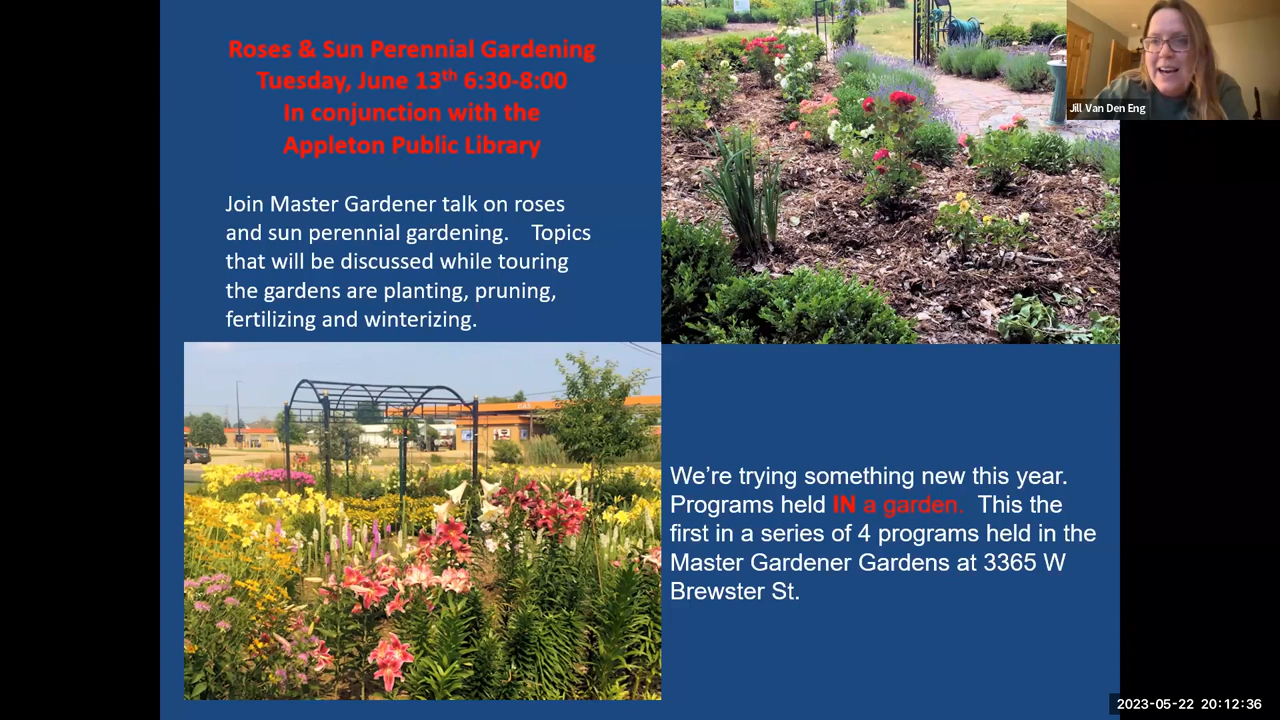 Roses & Sun Perennial Gardening
Tuesday, June 13th 6:30-8:00
In conjunction with the
Appleton Public Library
Join Master Gardener talk on roses
and sun perennial gardening. Topics
that will be discussed while touring
the gardens are planting, pruning,
fertilizing and winterizing.
We're trying something new this year.
Programs held IN a garden. This the
first in a series of 4 programs held in the
Master Gardener Gardens at 3365 W
Brewster St.
Jill Van Den Eng
2023-05-22 20:12:36